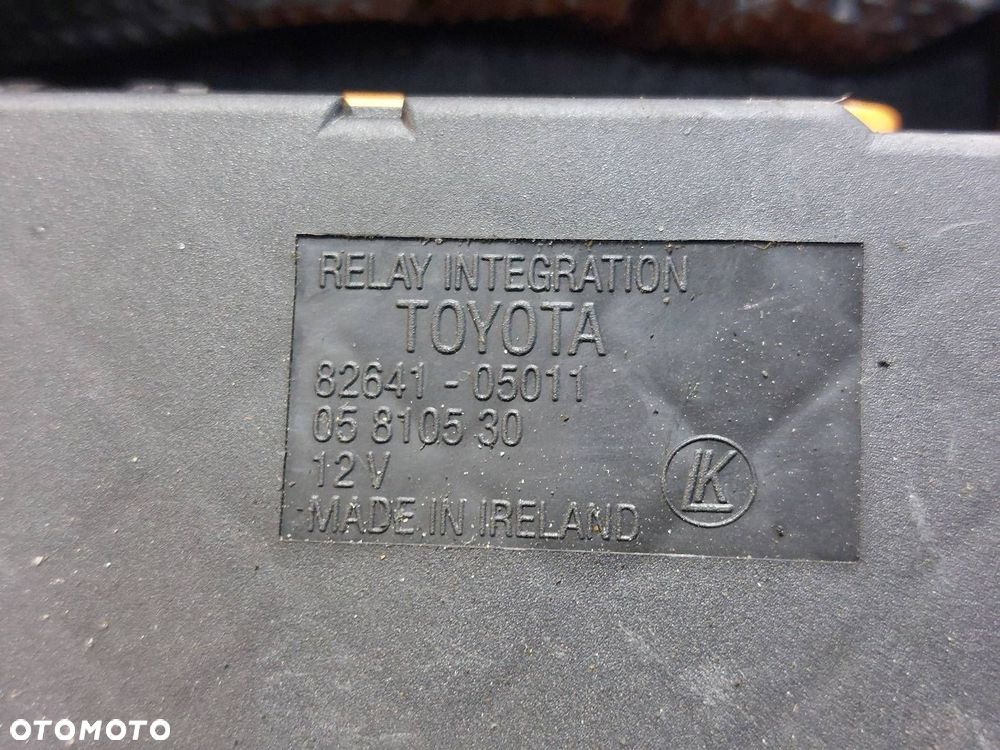 RELAY INTEGRATION
TOYOTA
82641 - 05011
05 8105 30
12 V
MADE IN IRELAND
LK
OTOMOTO